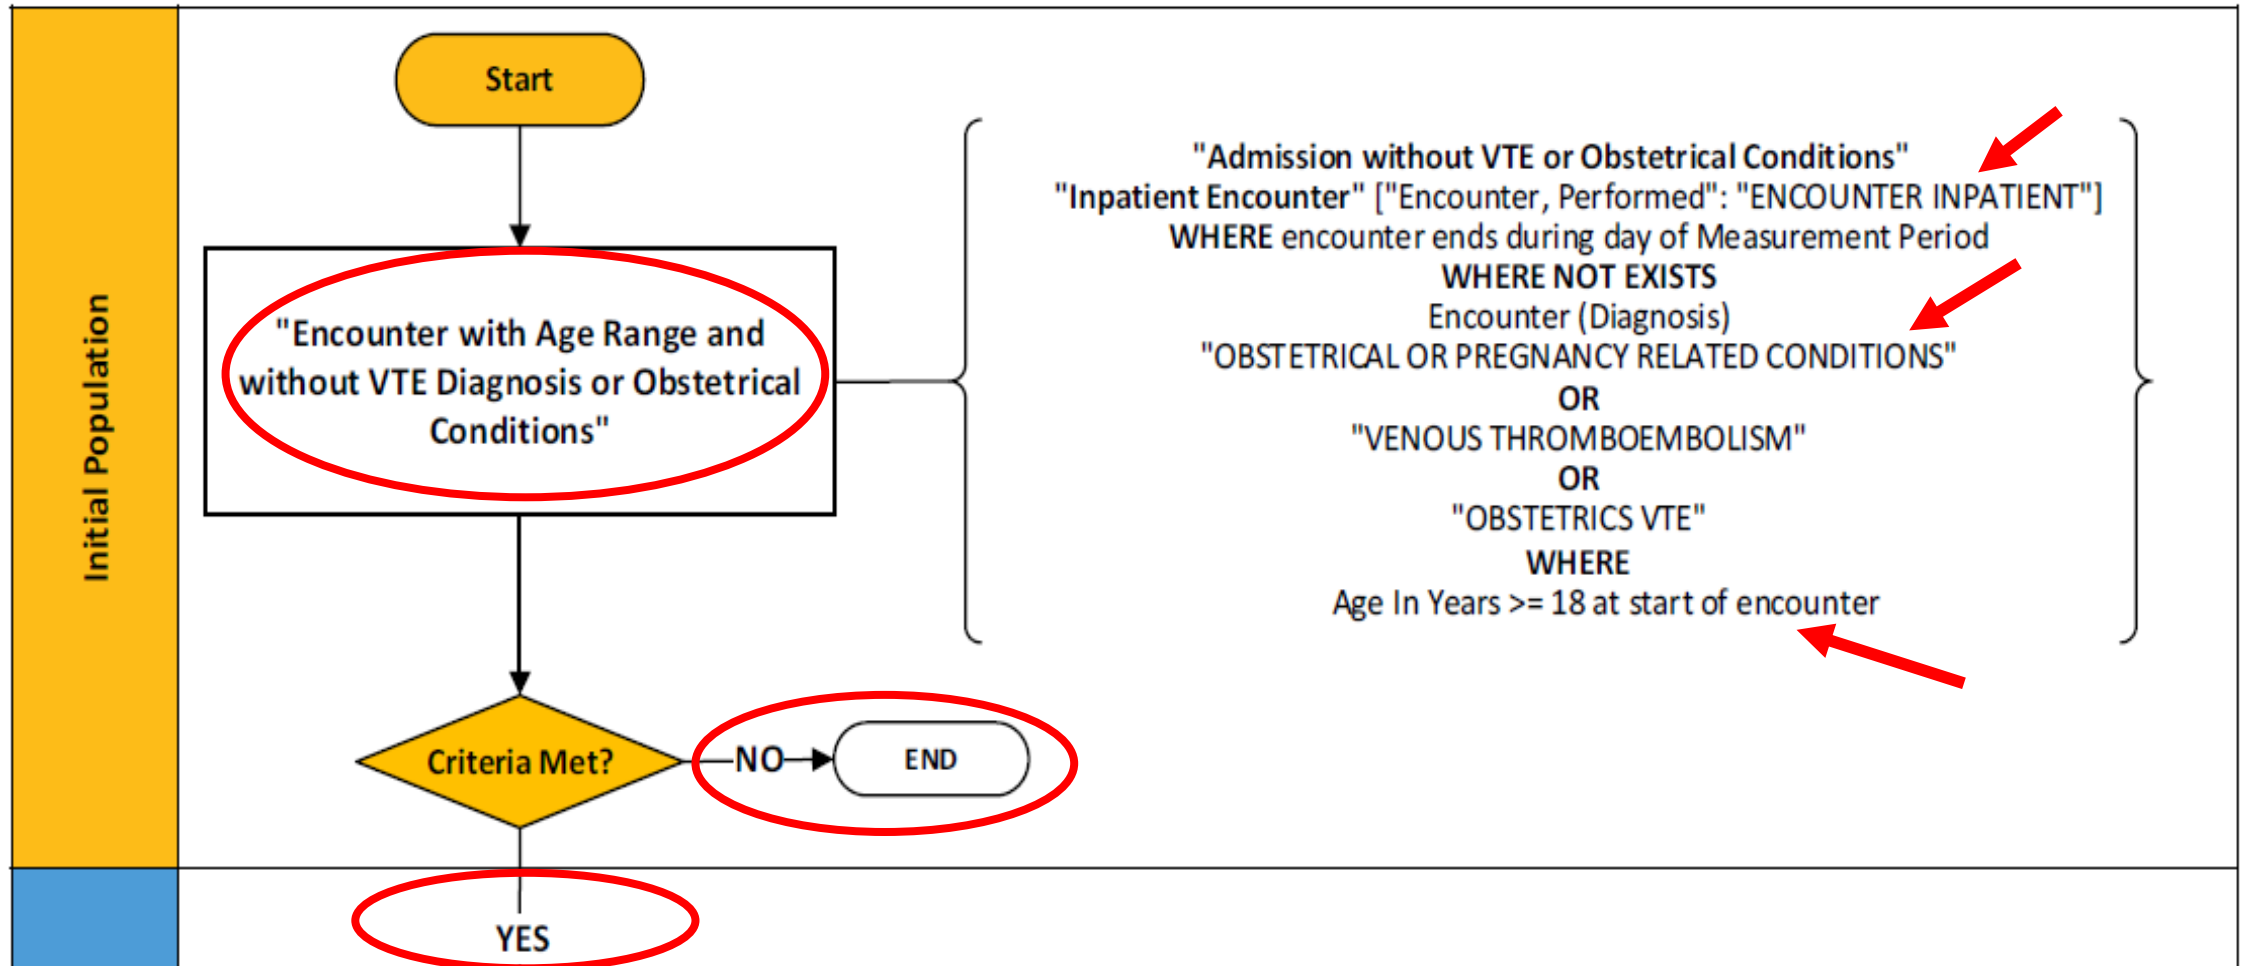 Initial Population
Start
"Encounter with Age Range and
without VTE Diagnosis or Obstetrical
Conditions"
"Admission without VTE or Obstetrical Conditions"
"Inpatient Encounter" ["Encounter, Performed": "ENCOUNTER INPATIENT"]
WHERE encounter ends during day of Measurement Period
WHERE NOT EXISTS
Encounter (Diagnosis)
"OBSTETRICAL OR PREGNANCY RELATED CONDITIONS"
OR
"VENOUS THROMBOEMBOLISM"
OR
"OBSTETRICS VTE"
WHERE
Age In Years >= 18 at start of encounter
Criteria Met?
NO
END
YES